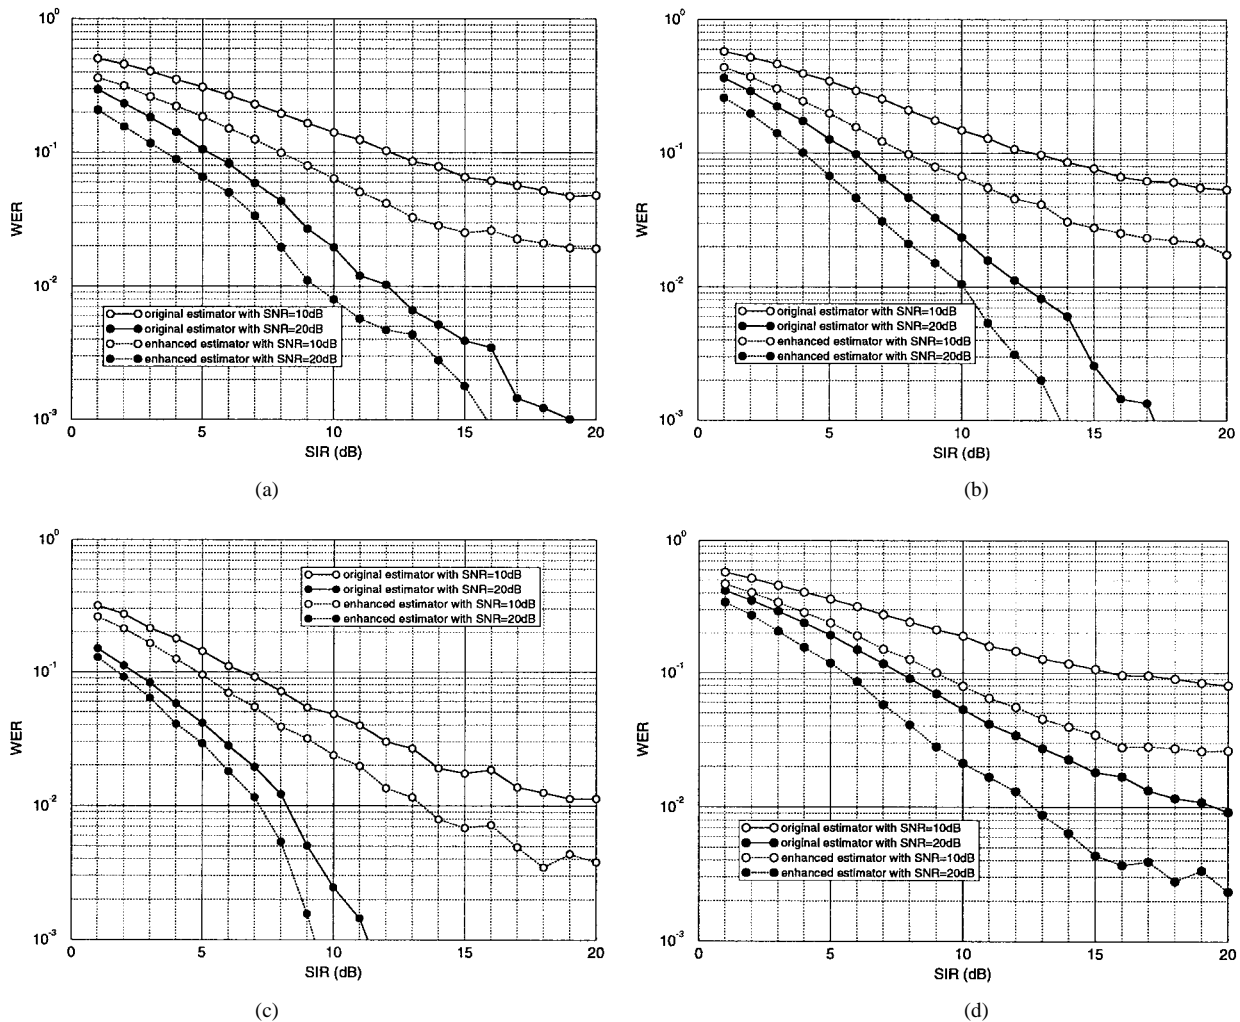 10⁰
10⁻¹
10⁻²
10⁻³
WER
original estimator with SNR=10dB
original estimator with SNR=20dB
enhanced estimator with SNR=10dB
enhanced estimator with SNR=20dB
0 5 10 15 20
SIR (dB)
(a)
10⁰
10⁻¹
10⁻²
10⁻³
WER
original estimator with SNR=10dB
original estimator with SNR=20dB
enhanced estimator with SNR=10dB
enhanced estimator with SNR=20dB
0 5 10 15 20
SIR (dB)
(b)
10⁰
10⁻¹
10⁻²
10⁻³
WER
original estimator with SNR=10dB
original estimator with SNR=20dB
enhanced estimator with SNR=10dB
enhanced estimator with SNR=20dB
0 5 10 15 20
SIR (dB)
(c)
10⁰
10⁻¹
10⁻²
10⁻³
WER
original estimator with SNR=10dB
original estimator with SNR=20dB
enhanced estimator with SNR=10dB
enhanced estimator with SNR=20dB
0 5 10 15 20
SIR (dB)
(d)